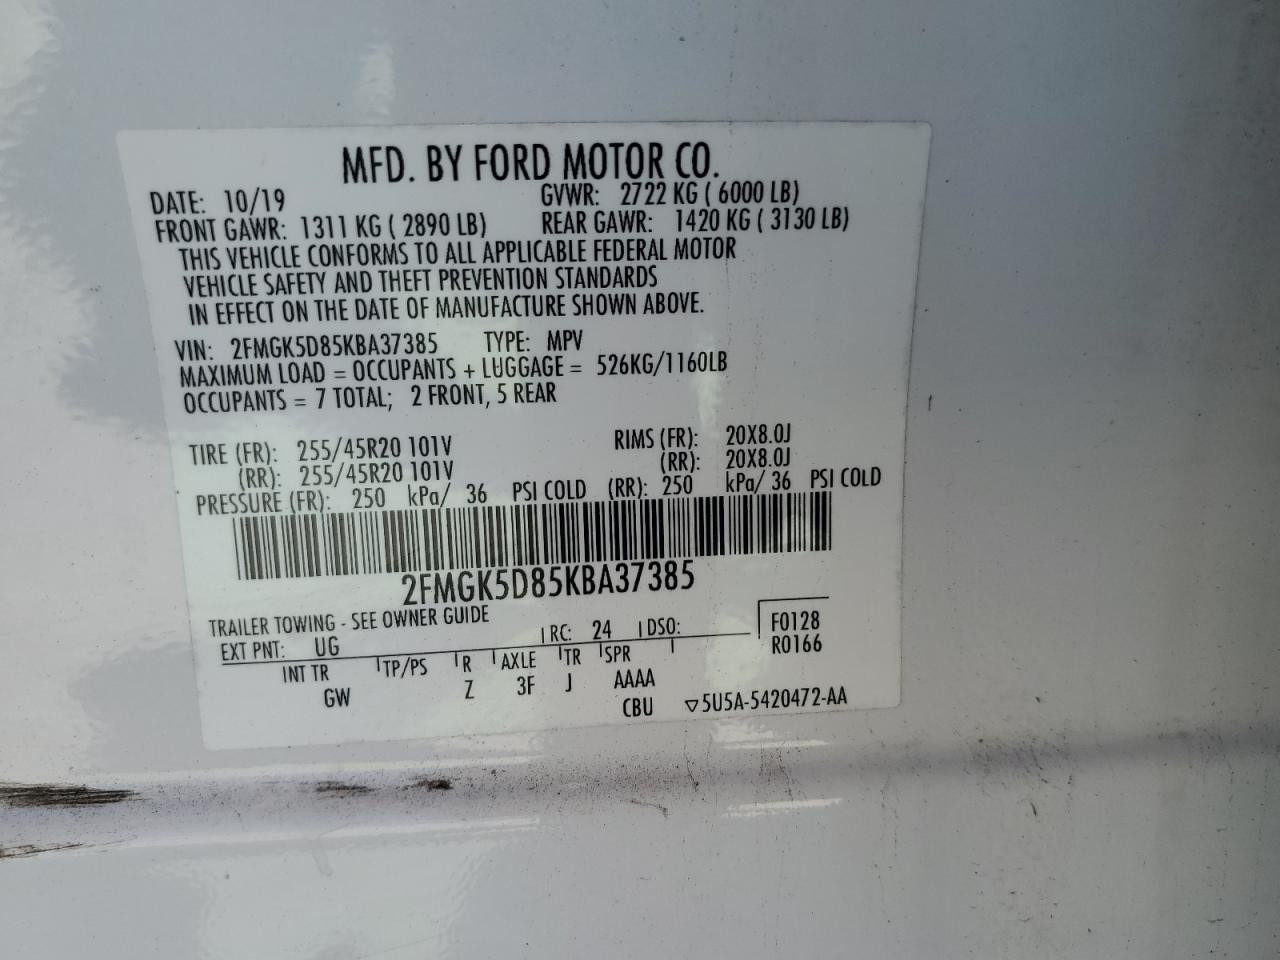 MFD. BY FORD MOTOR CO.
DATE: 10/19 GVWR: 2722 KG ( 6000 LB)
FRONT GAWR: 1311 KG ( 2890 LB) REAR GAWR: 1420 KG ( 3130 LB)
THIS VEHICLE CONFORMS TO ALL APPLICABLE FEDERAL MOTOR
VEHICLE SAFETY AND THEFT PREVENTION STANDARDS
IN EFFECT ON THE DATE OF MANUFACTURE SHOWN ABOVE.
VIN: 2FMGK5D85KBA37385 TYPE: MPV
MAXIMUM LOAD = OCCUPANTS + LUGGAGE = 526KG/1160LB
OCCUPANTS = 7 TOTAL; 2 FRONT, 5 REAR
TIRE (FR): 255/45R20 101V RIMS (FR): 20X8.0J
(RR): 255/45R20 101V (RR): 20X8.0J
PRESSURE (FR): 250 kPa/ 36 PSI COLD (RR): 250 kPa/ 36 PSI COLD
2FMGK5D85KBA37385
TRAILER TOWING - SEE OWNER GUIDE
EXT PNT: UG RC: 24 DSO: F0128
R0166
INT TR TP/PS R AXLE TR SPR
GW Z 3F J AAAA
CBU ▽5U5A-5420472-AA